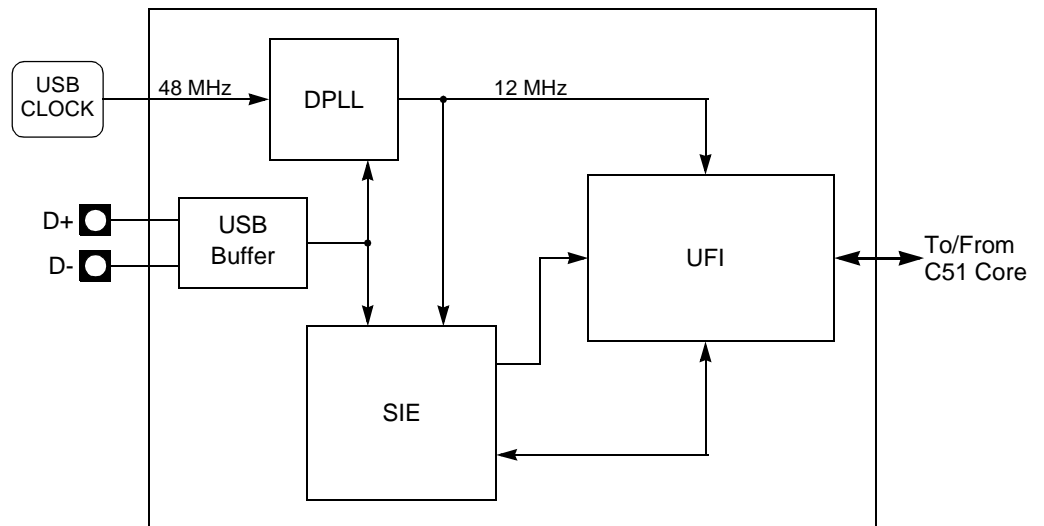 USB
CLOCK
48 MHz
DPLL
12 MHz
D+
D-
USB
Buffer
UFI
To/From
C51 Core
SIE